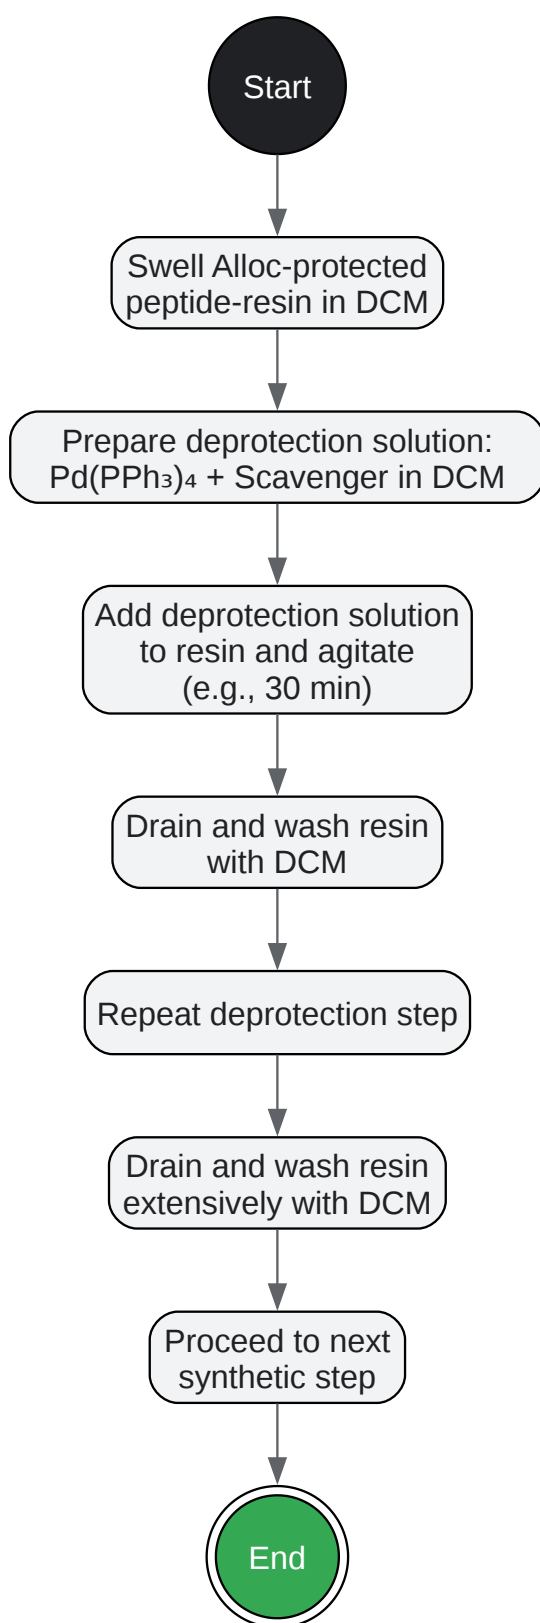 Start
Swell Alloc-protected
peptide-resin in DCM
Prepare deprotection solution:
Pd(PPh₃)₄ + Scavenger in DCM
Add deprotection solution
to resin and agitate
(e.g., 30 min)
Drain and wash resin
with DCM
Repeat deprotection step
Drain and wash resin
extensively with DCM
Proceed to next
synthetic step
End